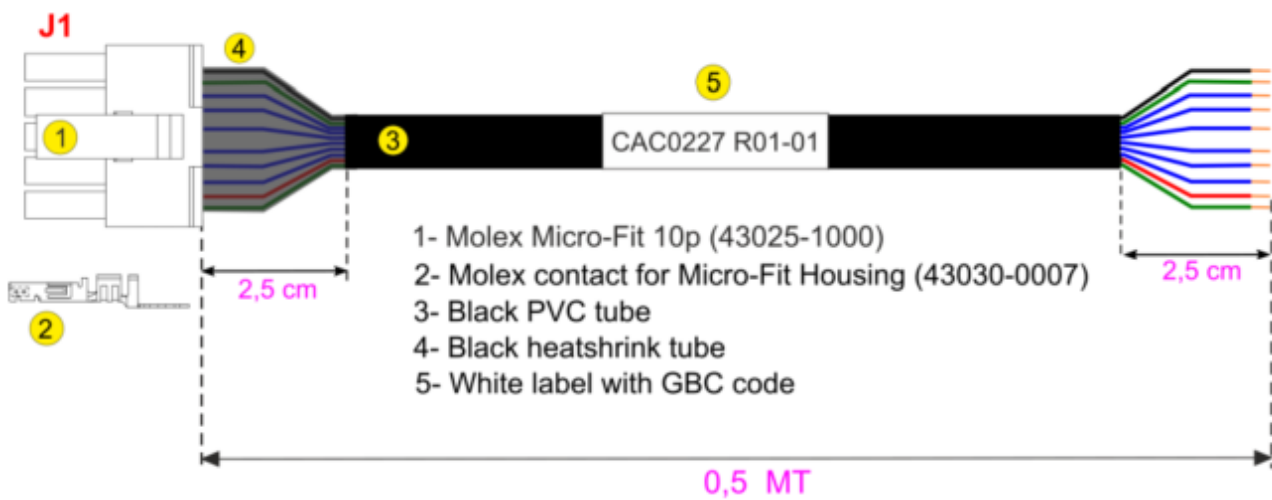 J1
4
5
1
3
CAC0227 R01-01
1- Molex Micro-Fit 10p (43025-1000)
2- Molex contact for Micro-Fit Housing (43030-0007)
3- Black PVC tube
4- Black heatshrink tube
5- White label with GBC code
2,5 cm
2,5 cm
2
0,5 MT